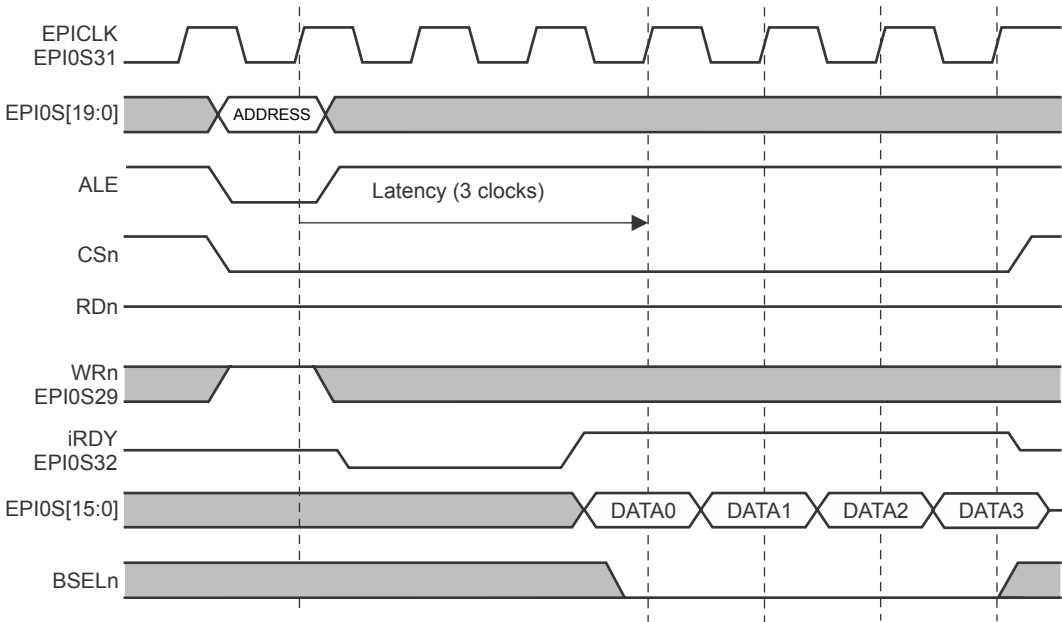 EPICLK
EPI0S31
EPI0S[19:0]
ADDRESS
ALE
Latency (3 clocks)
CSn
RDn
WRn
EPI0S29
iRDY
EPI0S32
EPI0S[15:0]
DATA0 DATA1 DATA2 DATA3
BSELn